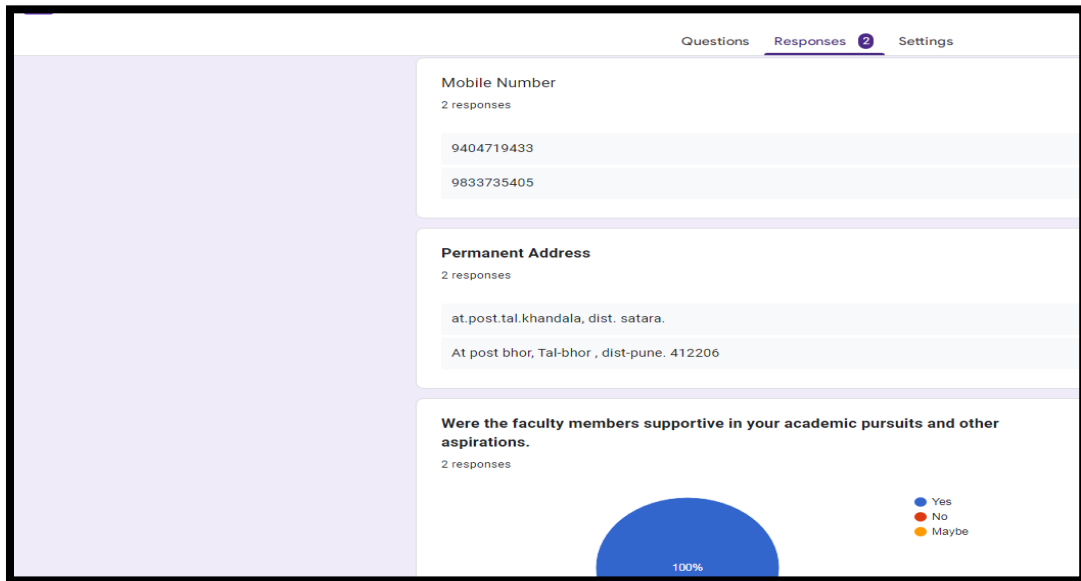 Questions Responses 2 Settings
Mobile Number
2 responses
9404719433
9833735405
Permanent Address
2 responses
at.post.tal.khandala, dist. satara.
At post bhor, Tal-bhor , dist-pune. 412206
Were the faculty members supportive in your academic pursuits and other
aspirations.
2 responses
Yes
No
Maybe
100%